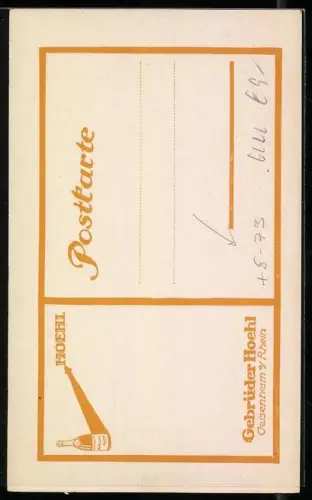 Postkarte
HOEHL
Gebrüder Hoehl
Geisenheim a/Rhein